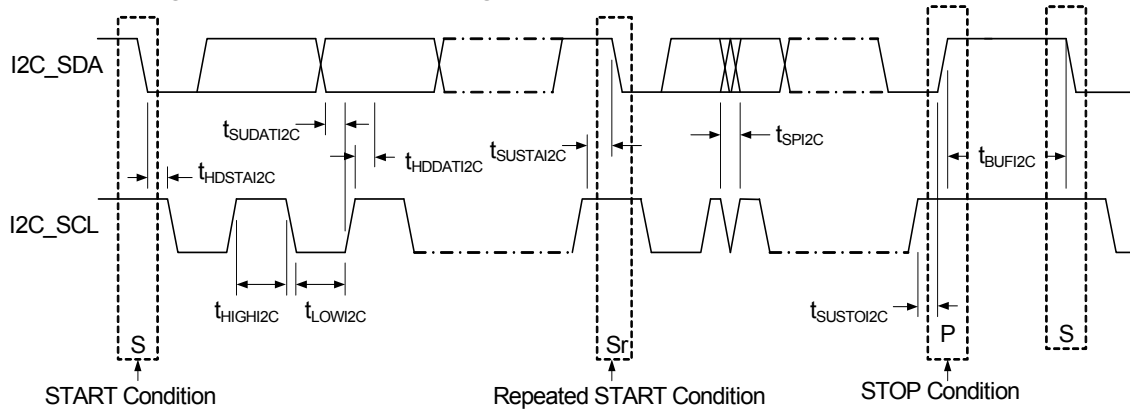 I2C_SDA
tSUDATI2C
tHDSTAI2C
tHDDATI2C
tSUSTAI2C
tSPI2C
tBUFI2C
I2C_SCL
tHIGHI2C
tLOWI2C
tSUSTOI2C
S
Sr
P
S
START Condition
Repeated START Condition
STOP Condition